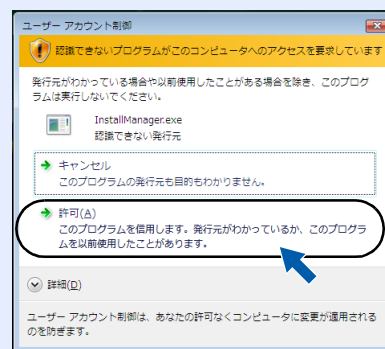 ユーザー アカウント制御
認識できないプログラムがこのコンピュータへのアクセスを要求しています
発行元がわかっている場合や以前使用したことがある場合を除き、このプログ
ラムは実行しないでください。
InstallManager.exe
認識できない発行元
キャンセル
このプログラムの発行元も目的もわかりません。
許可(A)
このプログラムを信用します。発行元がわかっているか、このプログラ
ムを以前使用したことがあります。
詳細(D)
ユーザー アカウント制御は、あなたの許可なくコンピュータに変更が適用される
のを防ぎます。